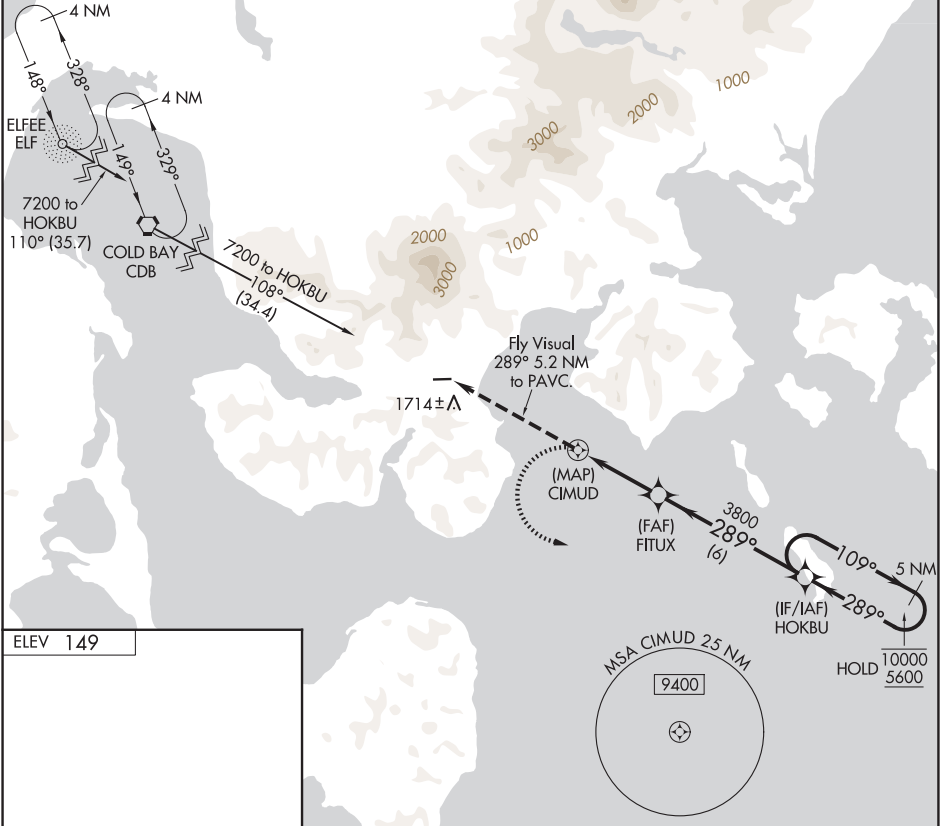 4 NM
148°
328°
4 NM
ELFEE
ELF
149°
329°
7200 to
HOKBU
110° (35.7)
COLD BAY
CDB
7200 to HOKBU
108°
(34.4)
1000
2000
3000
2000
1000
3000
Fly Visual
289° 5.2 NM
to PAVC.
1714±
(MAP)
CIMUD
(FAF)
FITUX
3800
289°
(6)
109°
5 NM
289°
(IF/IAF)
HOKBU
HOLD
10000
5600
MSA CIMUD 25 NM
9400
ELEV 149